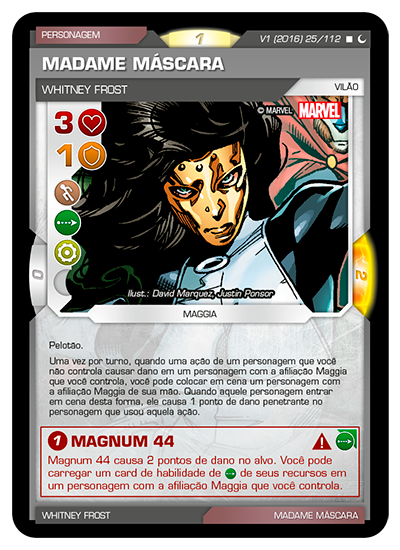 PERSONAGEM
1
V1 (2016) 25/112
MADAME MÁSCARA
WHITNEY FROST
VILÃO
3
© MARVEL MARVEL
1
0
2
Ilust.: David Marquez, Justin Ponsor
MAGGIA
Pelotão.
Uma vez por turno, quando uma ação de um personagem que você
não controla causar dano em um personagem com a afiliação Maggia
que você controla, você pode colocar em cena um personagem com
a afiliação Maggia de sua mão. Quando aquele personagem entrar
em cena desta forma, ele causa 1 ponto de dano penetrante no
personagem que usou aquela ação.
1 MAGNUM 44
Magnum 44 causa 2 pontos de dano no alvo. Você pode
carregar um card de habilidade de de seus recursos em
um personagem com a afiliação Maggia que você controla.
WHITNEY FROST
MADAME MÁSCARA